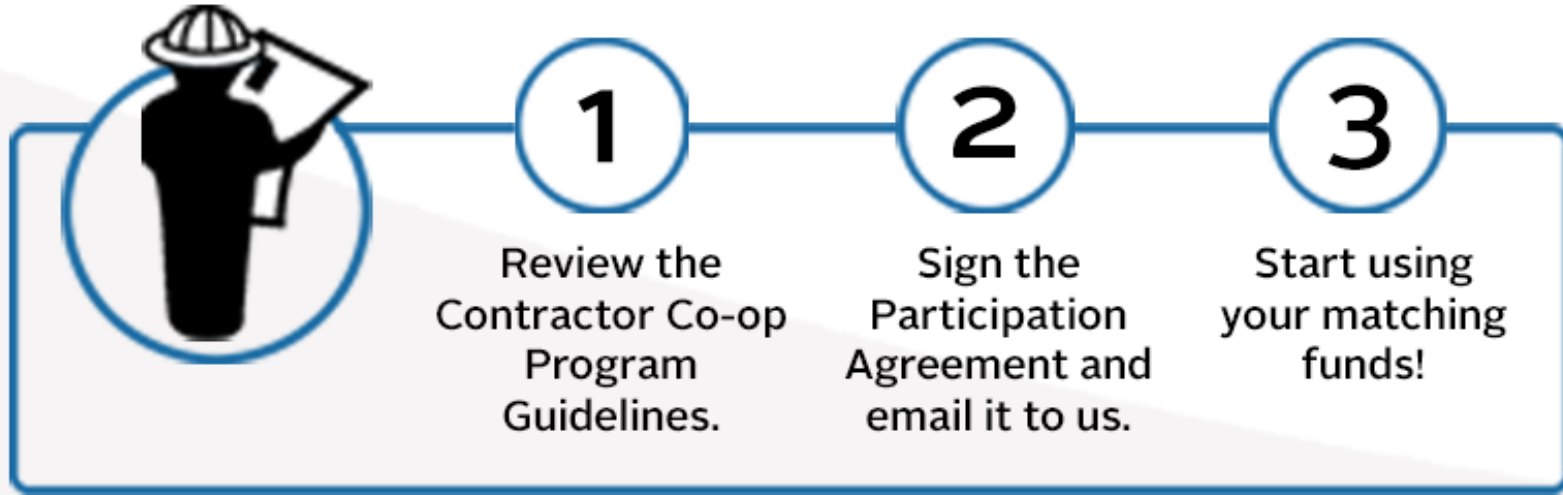 1
Review the
Contractor Co-op
Program
Guidelines.
2
Sign the
Participation
Agreement and
email it to us.
3
Start using
your matching
funds!